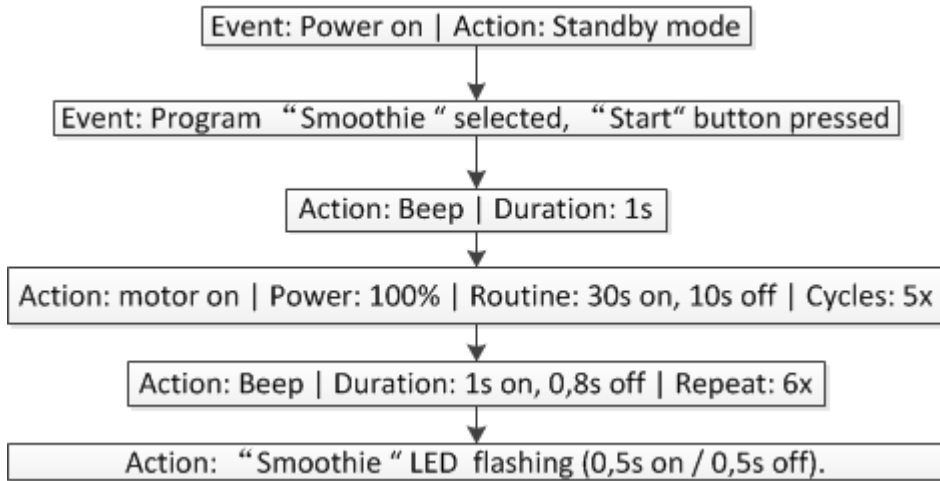 Event: Power on | Action: Standby mode
Event: Program “Smoothie “ selected, “Start“ button pressed
Action: Beep | Duration: 1s
Action: motor on | Power: 100% | Routine: 30s on, 10s off | Cycles: 5x
Action: Beep | Duration: 1s on, 0,8s off | Repeat: 6x
Action: “Smoothie “ LED flashing (0,5s on / 0,5s off).